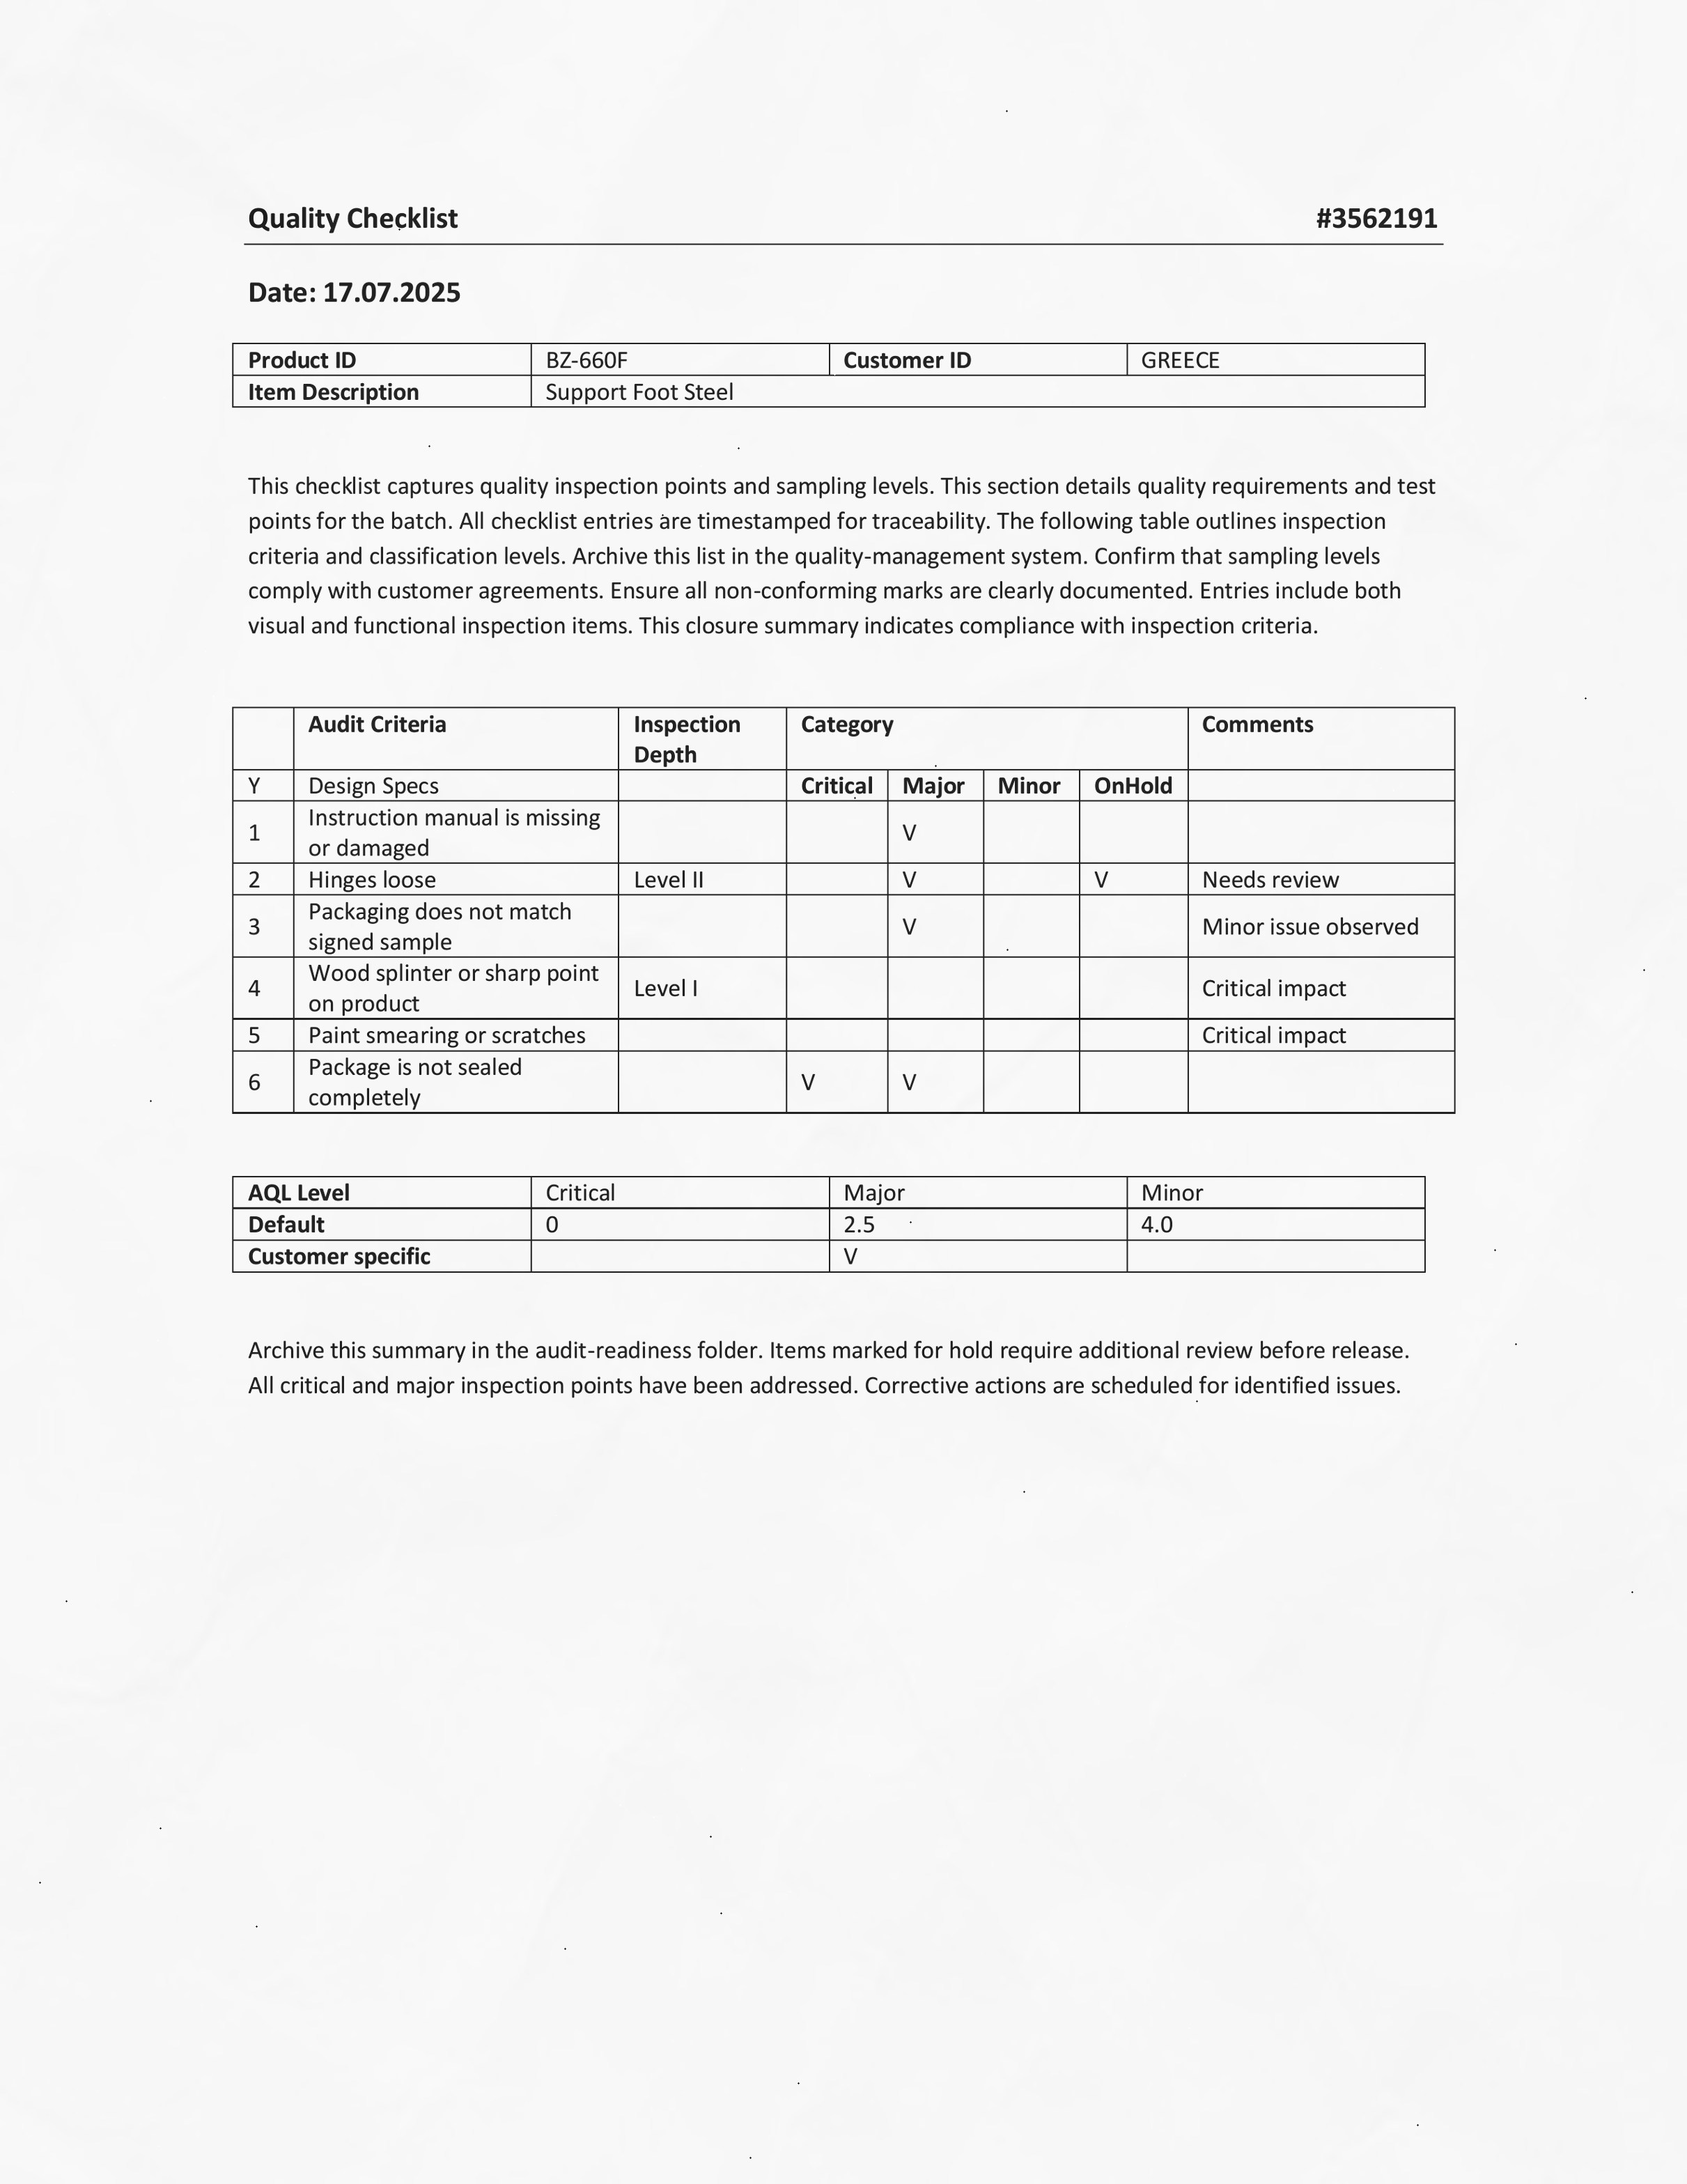 Quality Checklist #3562191
Date: 17.07.2025
Product ID BZ-660F Customer ID GREECE
Item Description Support Foot Steel
This checklist captures quality inspection points and sampling levels. This section details quality requirements and test
points for the batch. All checklist entries are timestamped for traceability. The following table outlines inspection
criteria and classification levels. Archive this list in the quality-management system. Confirm that sampling levels
comply with customer agreements. Ensure all non-conforming marks are clearly documented. Entries include both
visual and functional inspection items. This closure summary indicates compliance with inspection criteria.
Audit Criteria Inspection Category Comments
Depth
Y Design Specs Critical Major Minor OnHold
Instruction manual is missing
1 V
or damaged
2 Hinges loose Level II V V Needs review
Packaging does not match
3 V Minor issue observed
signed sample
Wood splinter or sharp point
4 Level I Critical impact
on product
5 Paint smearing or scratches Critical impact
Package is not sealed
6 V V
completely
AQL Level Critical Major Minor
Default 0 2.5 4.0
Customer specific V
Archive this summary in the audit-readiness folder. Items marked for hold require additional review before release.
All critical and major inspection points have been addressed. Corrective actions are scheduled for identified issues.